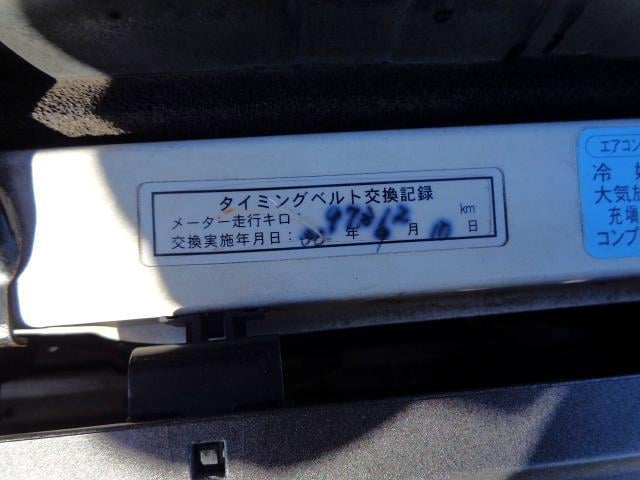 タイミングベルト交換記録
メーター走行キロ: km
交換実施年月日: 年 月 10 日
エアコン
冷
大気
充填
コンプ